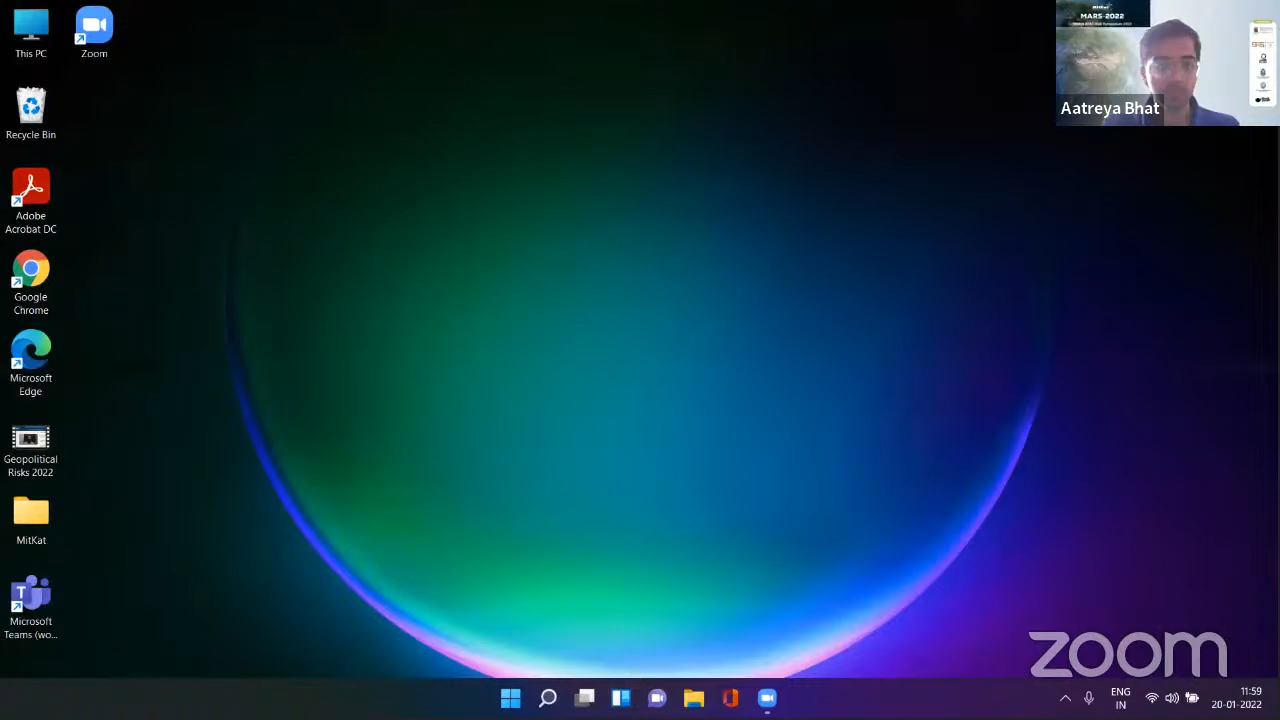 This PC
Zoom
Recycle Bin
Adobe
Acrobat DC
Google
Chrome
Microsoft
Edge
Geopolitical
Risks 2022
MitKat
Microsoft
Teams (wo...
MARS-2022
Aatreya Bhat
zoom
ENG
IN
11:59
20-01-2022